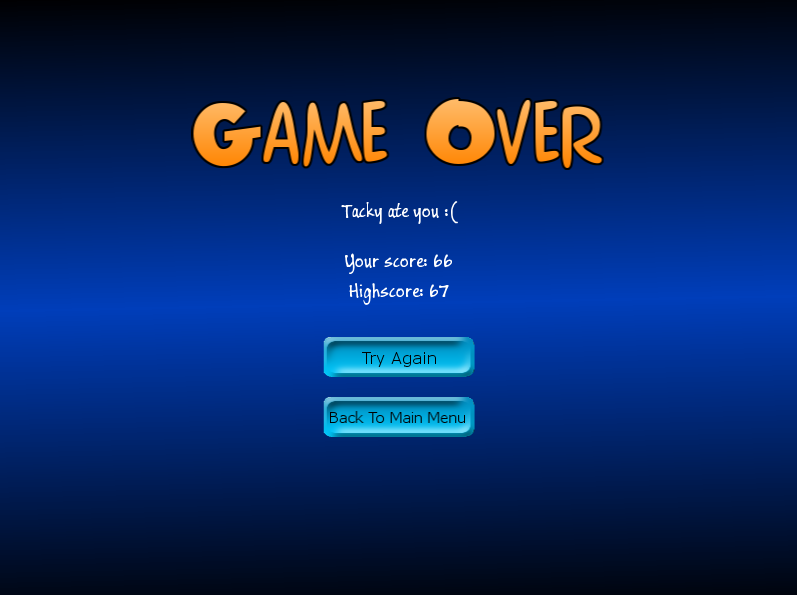 Game Over
Tacky ate you :(
Your score: 66
Highscore: 67
Try Again
Back To Main Menu